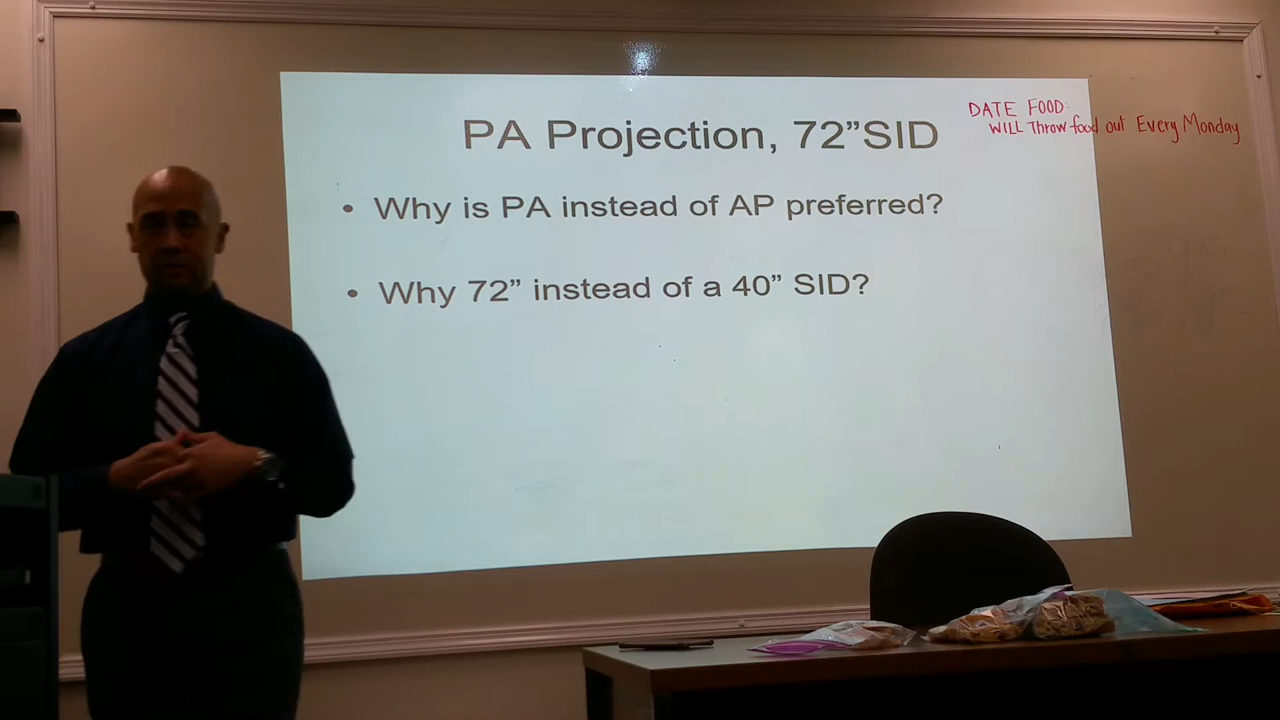 PA Projection, 72”SID
DATE FOOD:
WILL Throw food out Every Monday
• Why is PA instead of AP preferred?
• Why 72” instead of a 40” SID?